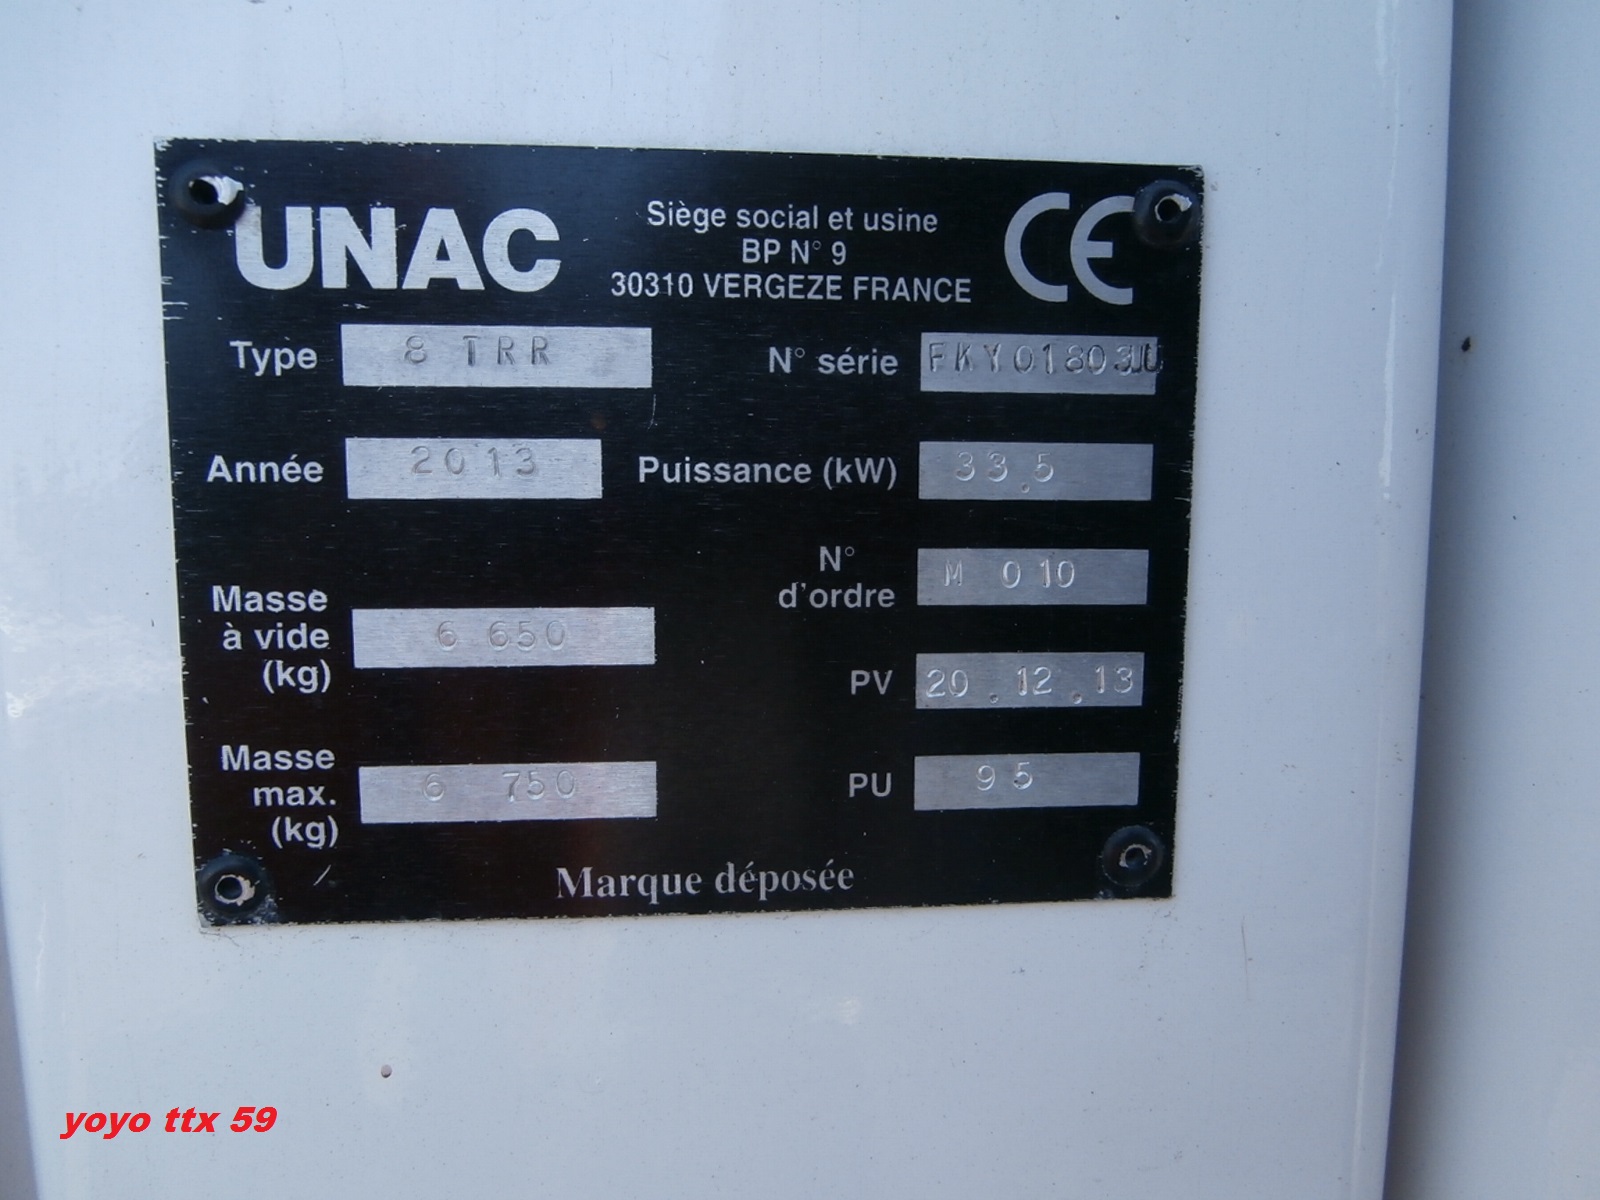 UNAC
Siège social et usine
BP N° 9
30310 VERGEZE FRANCE
CE
Type 8 TRR
N° série
Année 2013
Puissance (kW) 33.5
N° d'ordre M 010
Masse
à vide
(kg) 6 650
PV 20.12.13
Masse
max.
(kg) 6 750
PU 95
Marque déposée
yoyo ttx 59